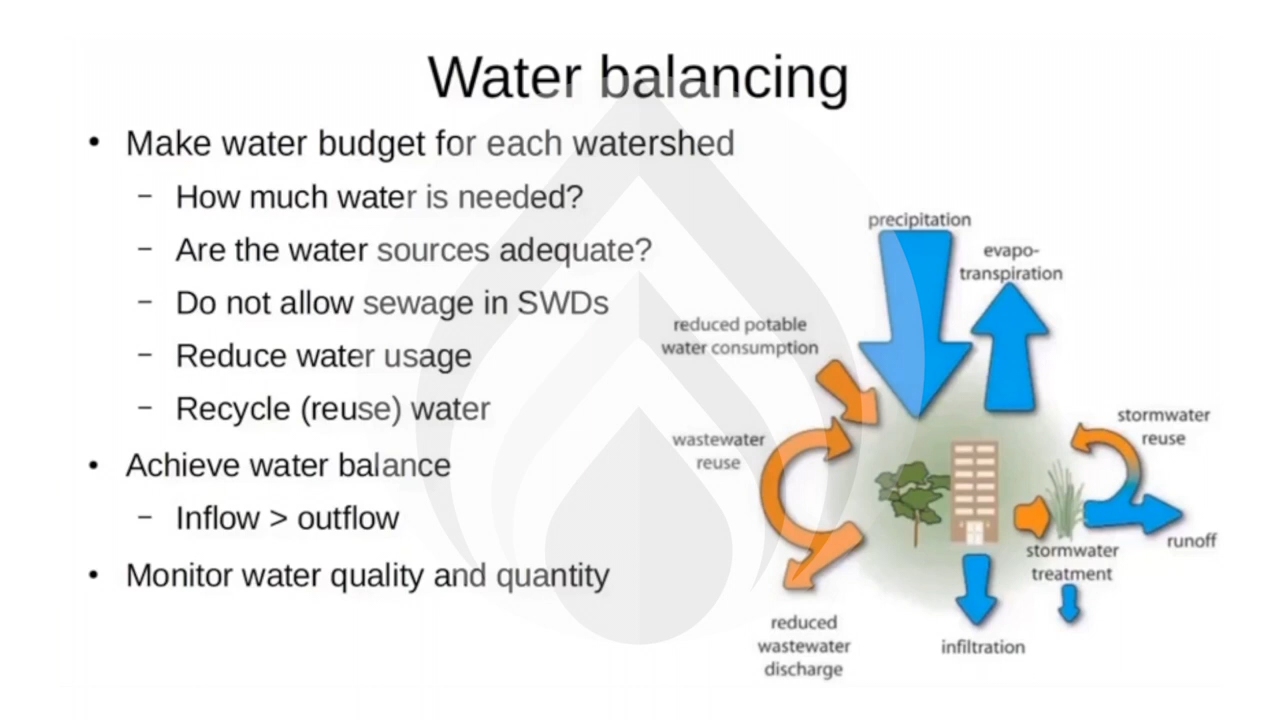 Water balancing
• Make water budget for each watershed
– How much water is needed?
– Are the water sources adequate?
– Do not allow sewage in SWDs
– Reduce water usage
– Recycle (reuse) water
• Achieve water balance
– Inflow > outflow
• Monitor water quality and quantity
precipitation
evapo-
transpiration
reduced potable
water consumption
stormwater
reuse
wastewater
reuse
runoff
stormwater
treatment
reduced
wastewater
discharge
infiltration